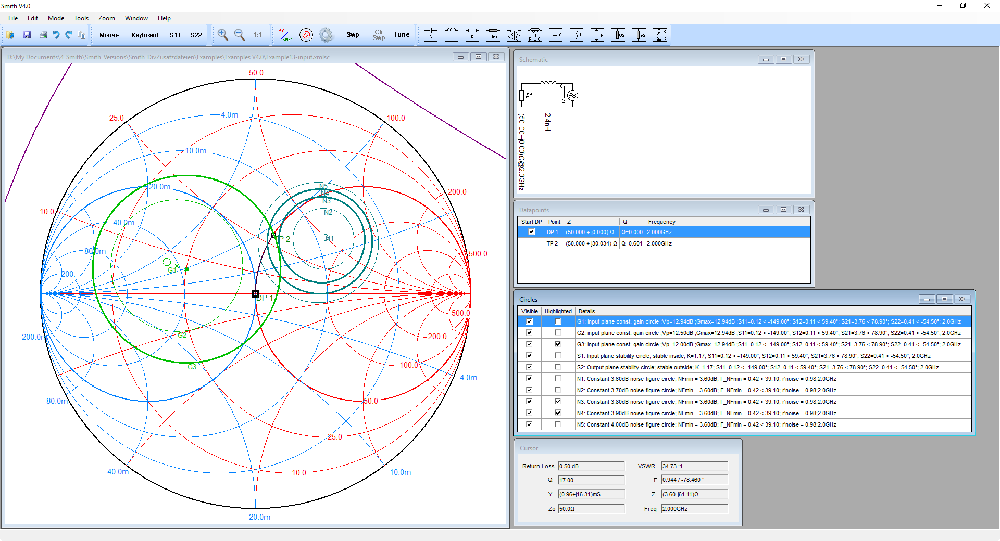 Smith V4.0
File Edit Mode Tools Zoom Window Help
Mouse Keyboard S11 S22 1:1 SC SPlot Swp Clr Swp Tune C L R Line n1 RLC C L R OS SS RLC
D:\My Documents\4_Smith\Smith_Versions\Smith_DivZusatzdateien\Examples\Examples V4.0\Example13-input.xmlsc
50.0
25.0
4.0m
100.0
10.0m
20.0m
200.0
10.0
40.0m
80.0m
500.0
200.
N5
N4
N3
N2
N1
TP 2
G1
DP 1
500.0
G2
200.0m
200.0
G3
100.0
4.0m
80.0m
50.0
25.0
40.0m
10.0
10.0m
20.0m
Schematic
ZL
Zin
2.4nH
(50.00+j0.00)Ω@2.0GHz
Datapoints
Start DP Point Z Q Frequency
DP 1 (50.000 + j0.000) Ω Q=0.000 2.000GHz
TP 2 (50.000 + j30.034) Ω Q=0.601 2.000GHz
Circles
Visible Highlighted Details
G1: input plane const. gain circle ;Vp=12.94dB ;Gmax=12.94dB ;S11=0.12 < -149.00°; S12=0.11 < 59.40°; S21=3.76 < 78.90°; S22=0.41 < -54.50°; 2.0GHz
G2: input plane const. gain circle ;Vp=12.50dB ;Gmax=12.94dB ;S11=0.12 < -149.00°; S12=0.11 < 59.40°; S21=3.76 < 78.90°; S22=0.41 < -54.50°; 2.0GHz
G3: input plane const. gain circle ;Vp=12.00dB ;Gmax=12.94dB ;S11=0.12 < -149.00°; S12=0.11 < 59.40°; S21=3.76 < 78.90°; S22=0.41 < -54.50°; 2.0GHz
S1: Input plane stability circle; stable inside; K=1.17; S11=0.12 < -149.00°; S12=0.11 < 59.40°; S21=3.76 < 78.90°; S22=0.41 < -54.50°; 2.0GHz
S2: Output plane stability circle; stable outside; K=1.17; S11=0.12 < -149.00°; S12=0.11 < 59.40°; S21=3.76 < 78.90°; S22=0.41 < -54.50°; 2.0GHz
N1: Constant 3.60dB noise figure circle; NFmin = 3.60dB; Γ_NFmin = 0.42 < 39.10; r'noise = 0.98;2.0GHz
N2: Constant 3.70dB noise figure circle; NFmin = 3.60dB; Γ_NFmin = 0.42 < 39.10; r'noise = 0.98;2.0GHz
N3: Constant 3.80dB noise figure circle; NFmin = 3.60dB; Γ_NFmin = 0.42 < 39.10; r'noise = 0.98;2.0GHz
N4: Constant 3.90dB noise figure circle; NFmin = 3.60dB; Γ_NFmin = 0.42 < 39.10; r'noise = 0.98;2.0GHz
N5: Constant 4.00dB noise figure circle; NFmin = 3.60dB; Γ_NFmin = 0.42 < 39.10; r'noise = 0.98;2.0GHz
Cursor
Return Loss 0.50 dB VSWR 34.73 :1
Q 17.00 Γ 0.944 / -78.460 °
Y (0.96+j16.31)mS Z (3.60-j61.11)Ω
Zo 50.0Ω Freq 2.000GHz